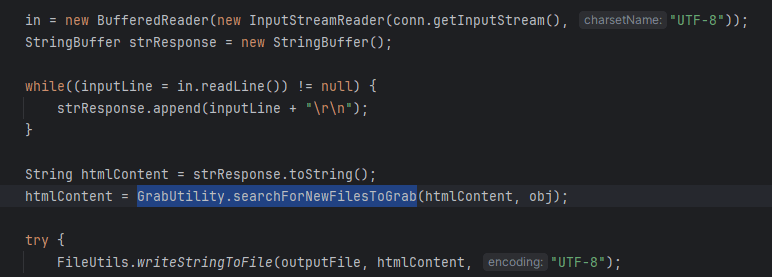 in = new BufferedReader(new InputStreamReader(conn.getInputStream(), charsetName: "UTF-8"));
StringBuffer strResponse = new StringBuffer();
while((inputLine = in.readLine()) != null) {
strResponse.append(inputLine + "\r\n");
}
String htmlContent = strResponse.toString();
htmlContent = GrabUtility.searchForNewFilesToGrab(htmlContent, obj);
try {
FileUtils.writeStringToFile(outputFile, htmlContent, encoding: "UTF-8");